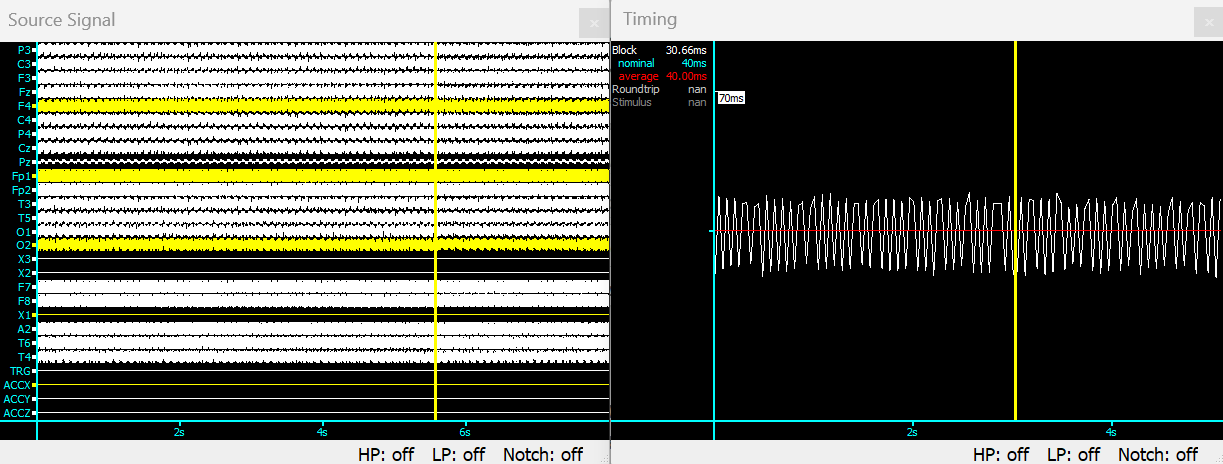 Source Signal
P3
C3
F3
Fz
F4
C4
P4
Cz
Pz
Fp1
Fp2
T3
T5
O1
O2
X3
X2
F7
F8
X1
A2
T6
T4
TRG
ACCX
ACCY
ACCZ
2s 4s 6s
HP: off LP: off Notch: off
Timing
Block 30.66ms
nominal 40ms
average 40.00ms
Roundtrip nan
Stimulus nan
70ms
2s 4s
HP: off LP: off Notch: off